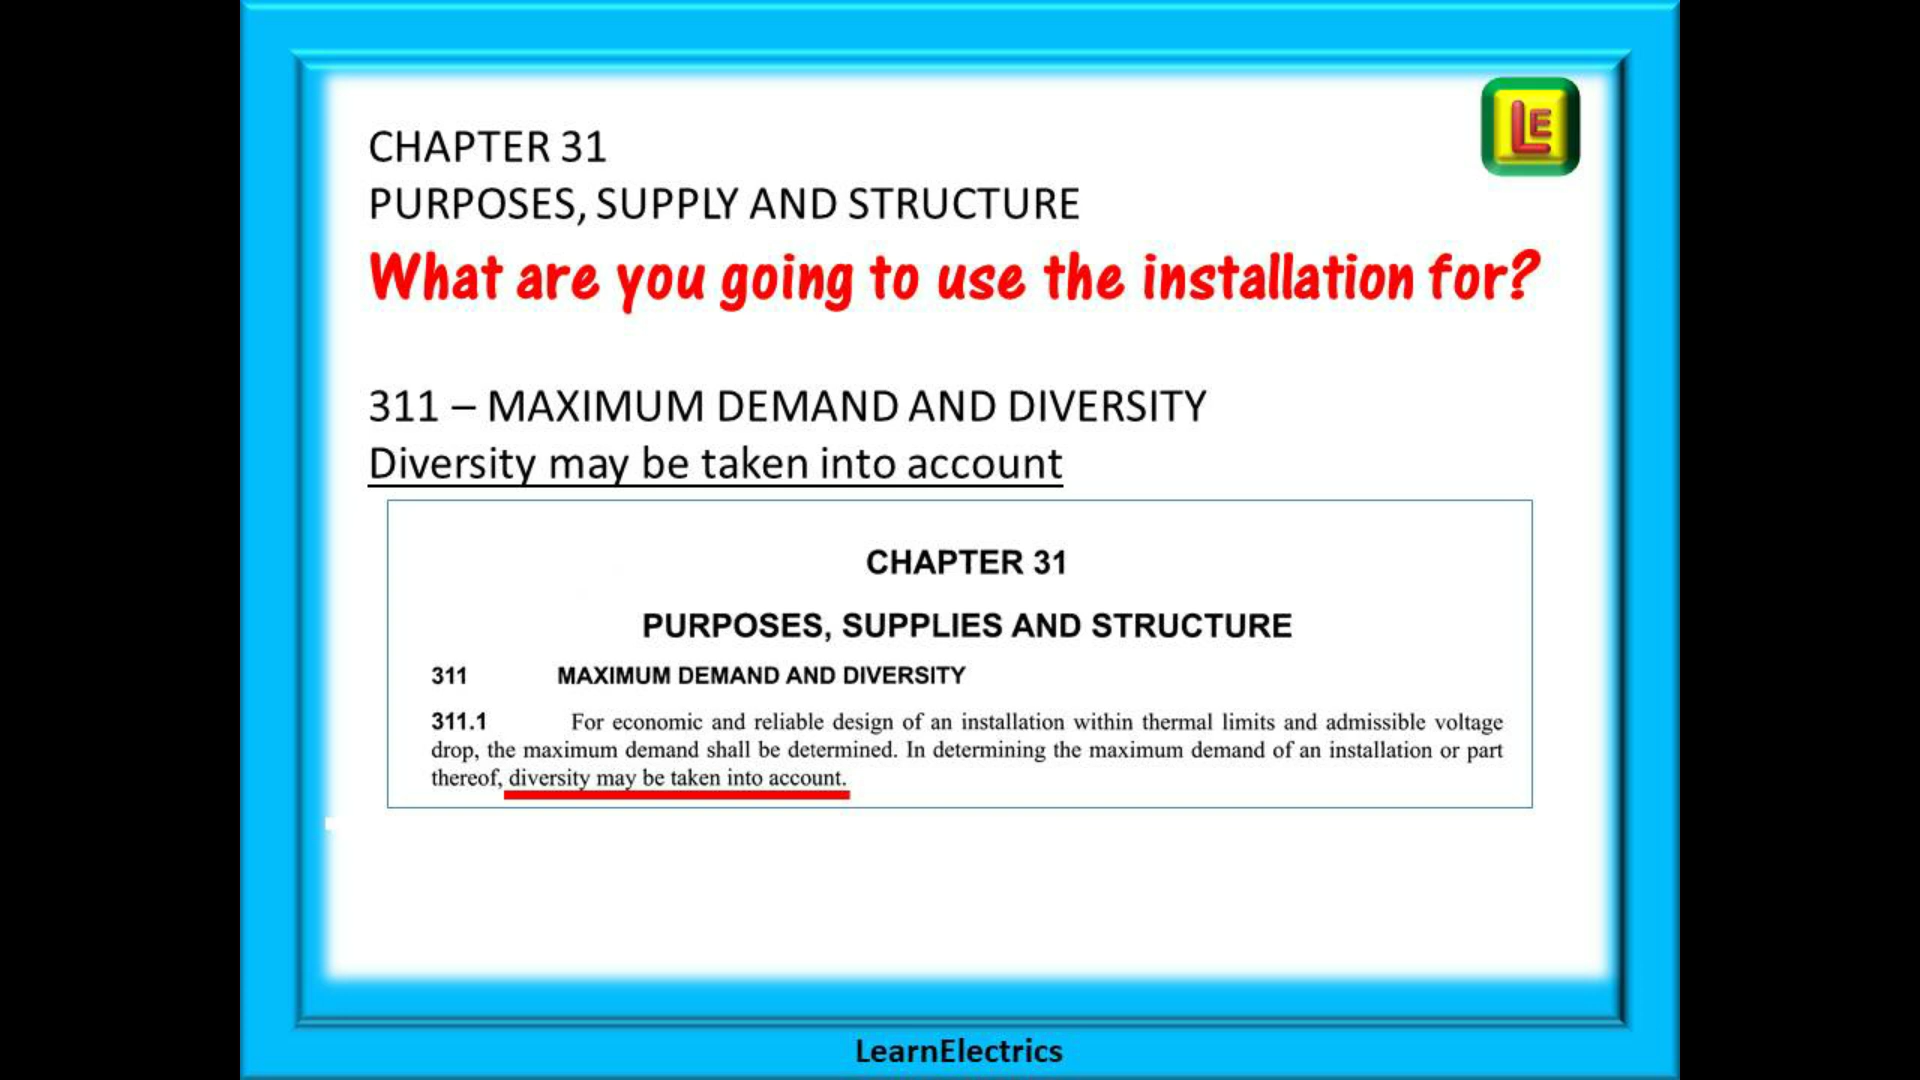 LE
CHAPTER 31
PURPOSES, SUPPLY AND STRUCTURE
What are you going to use the installation for?
311 – MAXIMUM DEMAND AND DIVERSITY
Diversity may be taken into account
CHAPTER 31
PURPOSES, SUPPLIES AND STRUCTURE
311 MAXIMUM DEMAND AND DIVERSITY
311.1 For economic and reliable design of an installation within thermal limits and admissible voltage
drop, the maximum demand shall be determined. In determining the maximum demand of an installation or part
thereof, diversity may be taken into account.
LearnElectrics